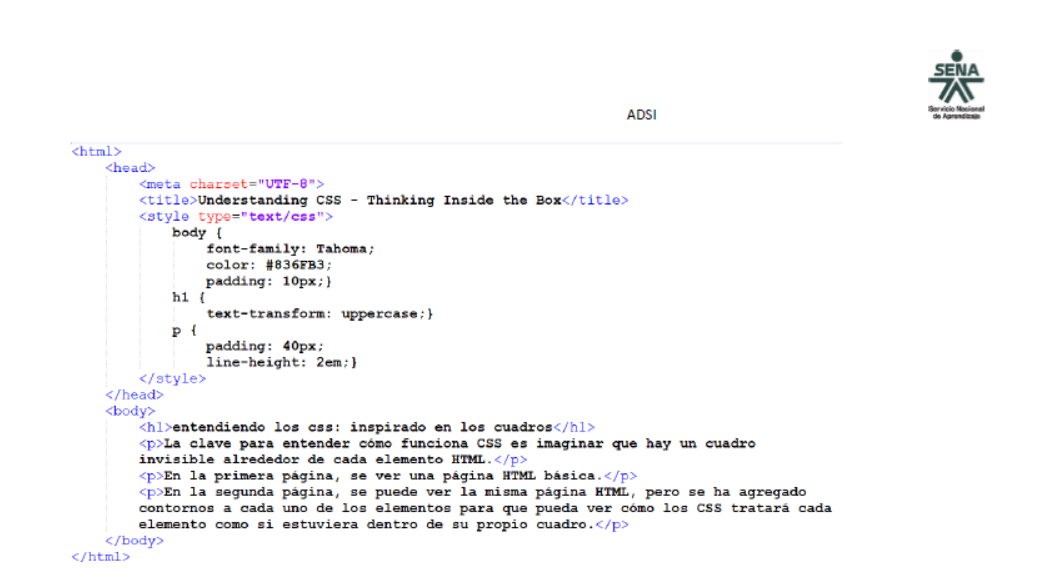 SENA
Servicio Nacional
de Aprendizaje
ADSI
<html>
<head>
<meta charset="UTF-8">
<title>Understanding CSS - Thinking Inside the Box</title>
<style type="text/css">
body {
font-family: Tahoma;
color: #836FB3;
padding: 10px;}
h1 {
text-transform: uppercase;}
p {
padding: 40px;
line-height: 2em;}
</style>
</head>
<body>
<h1>entendiendo los css: inspirado en los cuadros</h1>
<p>La clave para entender cómo funciona CSS es imaginar que hay un cuadro
invisible alrededor de cada elemento HTML.</p>
<p>En la primera página, se ver una página HTML básica.</p>
<p>En la segunda página, se puede ver la misma página HTML, pero se ha agregado
contornos a cada uno de los elementos para que pueda ver cómo los CSS tratará cada
elemento como si estuviera dentro de su propio cuadro.</p>
</body>
</html>